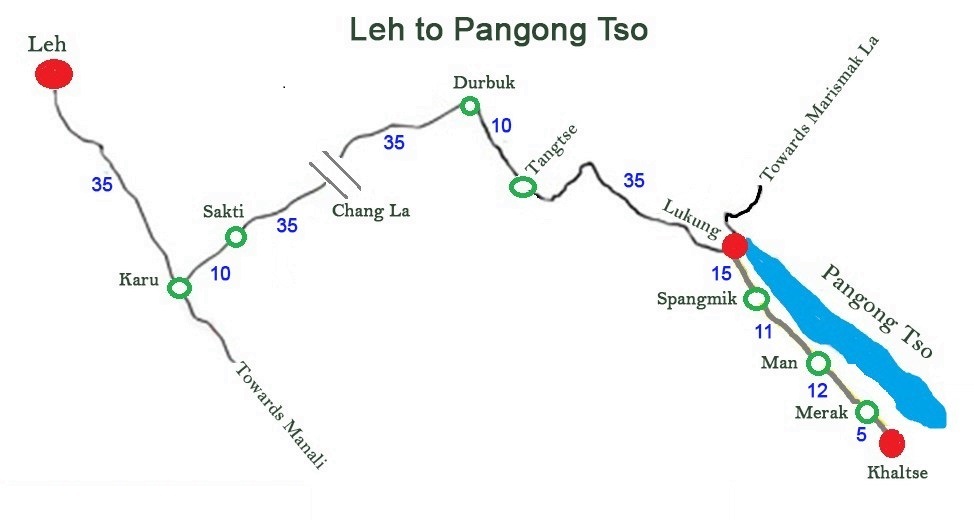 Leh to Pangong Tso
Leh
Durbuk
Towards Marismak La
10
35
Tangtse
35
35
Sakti
Chang La
Lukung
35
Karu
10
15
Pangong Tso
Spangmik
11
Man
Towards Manali
12
Merak
5
Khaltse